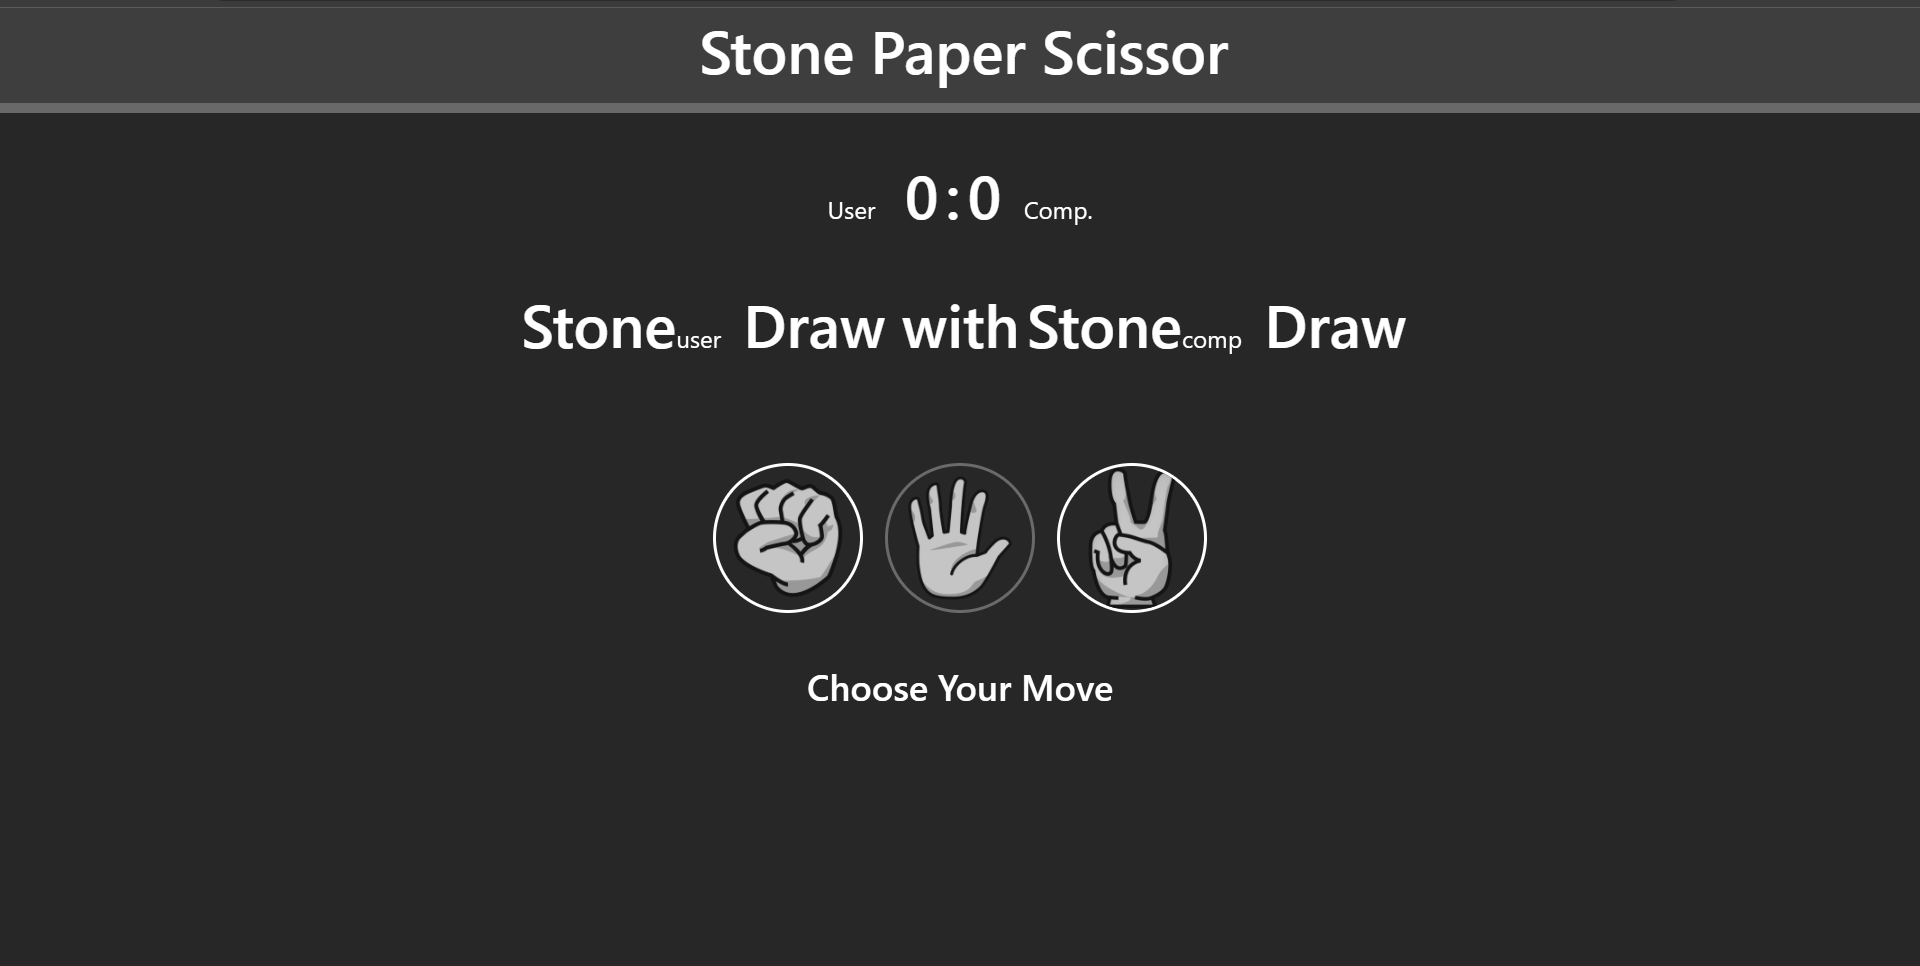 Stone Paper Scissor
User 0:0 Comp.
Stoneuser Draw with Stonecomp Draw
Choose Your Move